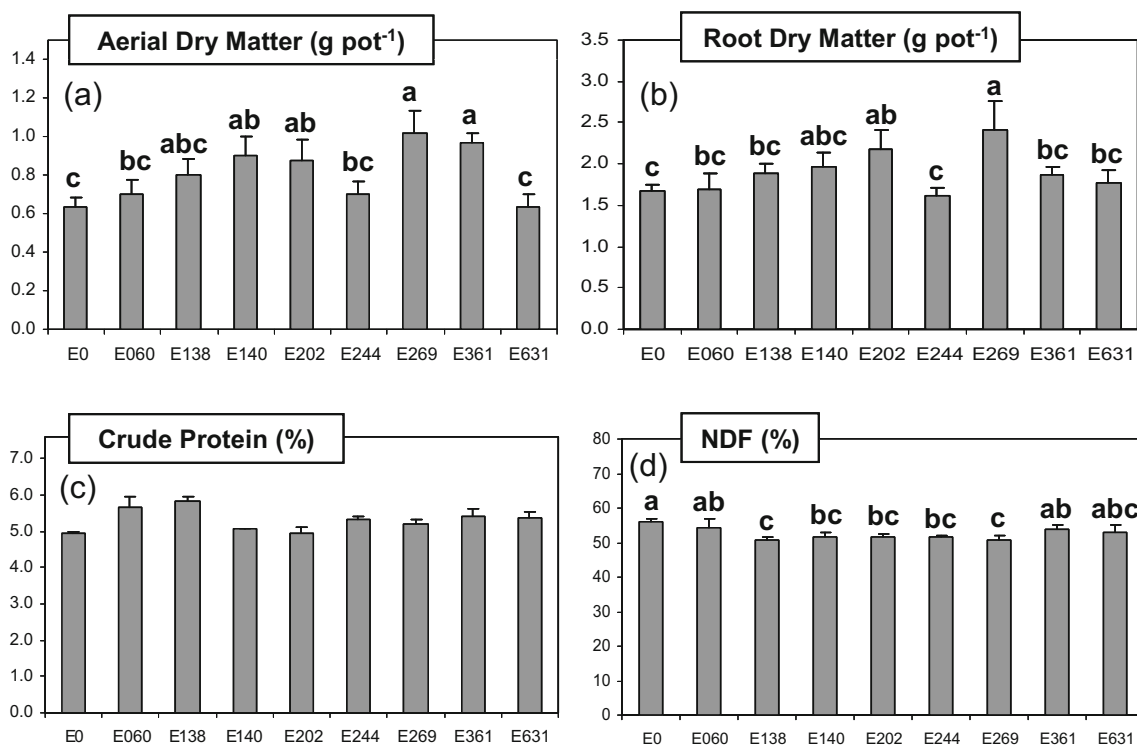 Aerial Dry Matter (g pot-1)
(a)
1.4
1.2
1.0
0.8
0.6
0.4
0.2
0.0
c bc abc ab ab bc a a c
E0 E060 E138 E140 E202 E244 E269 E361 E631
Root Dry Matter (g pot-1)
(b)
3.5
3.0
2.5
2.0
1.5
1.0
0.5
0.0
c bc bc abc ab c a bc bc
E0 E060 E138 E140 E202 E244 E269 E361 E631
Crude Protein (%)
(c)
7.0
6.0
5.0
4.0
3.0
2.0
1.0
0.0
E0 E060 E138 E140 E202 E244 E269 E361 E631
NDF (%)
(d)
80
70
60
50
40
30
20
10
0
a ab c bc bc bc c ab abc
E0 E060 E138 E140 E202 E244 E269 E361 E631